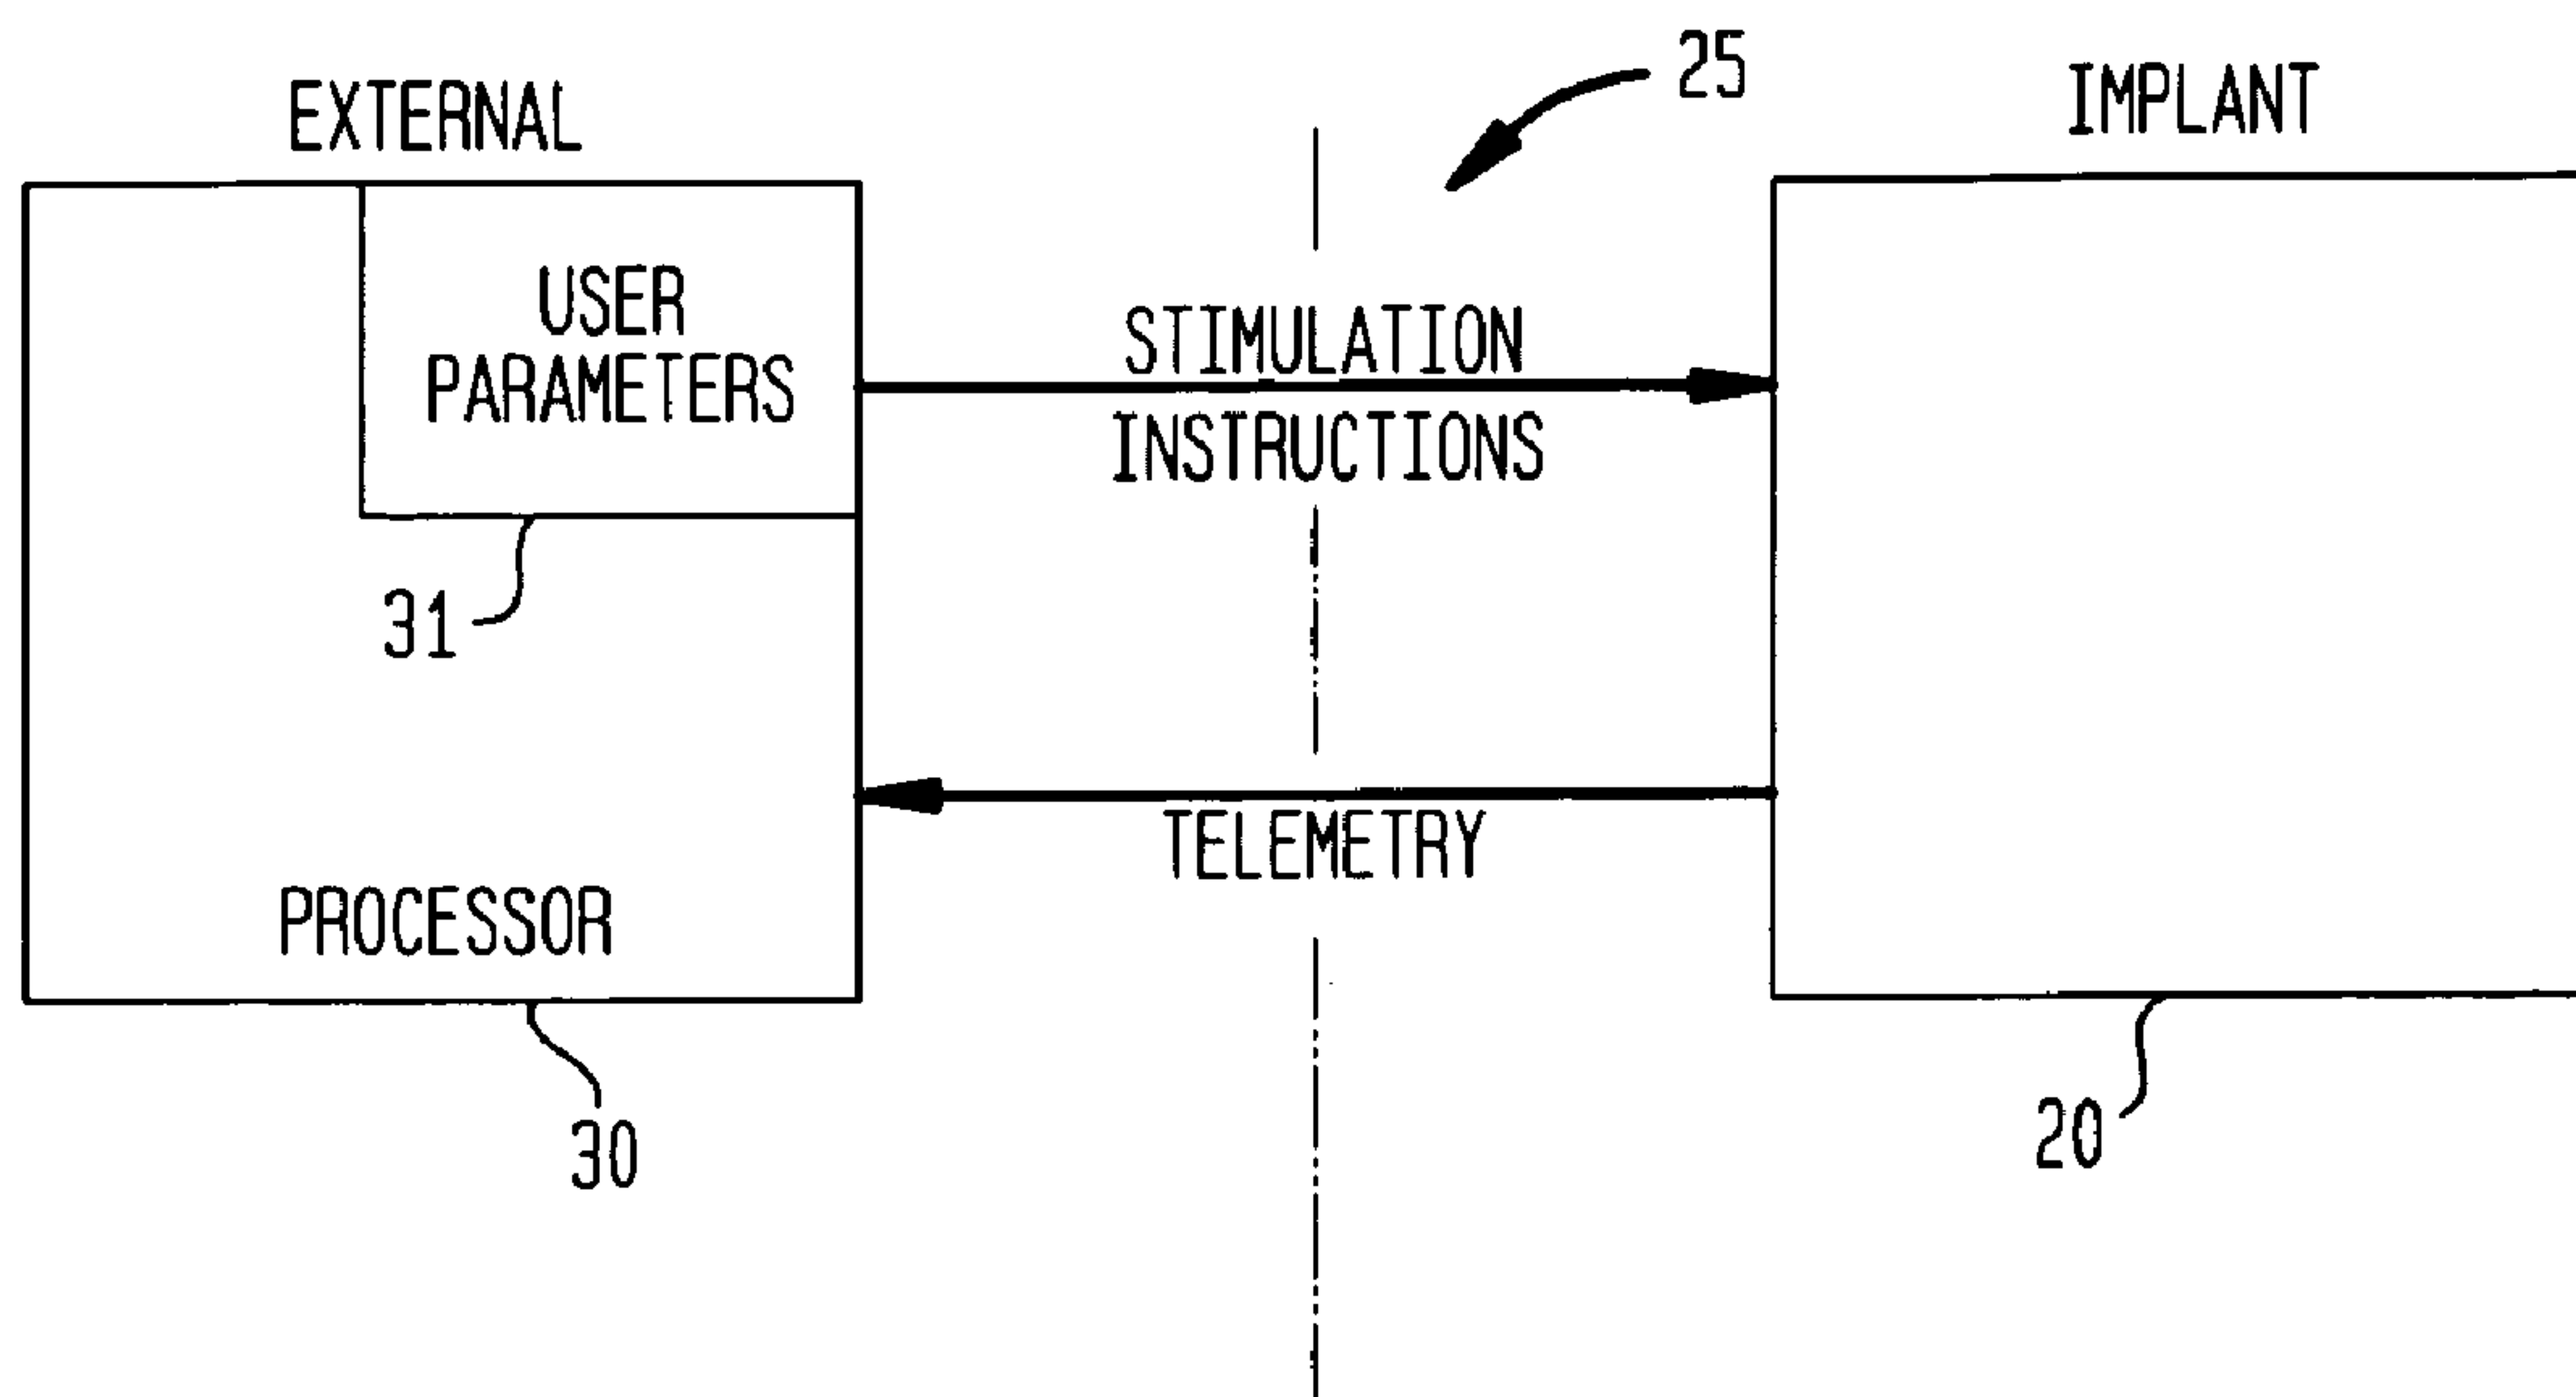 25
EXTERNAL
IMPLANT
USER
PARAMETERS
STIMULATION
INSTRUCTIONS
31
TELEMETRY
PROCESSOR
30
20